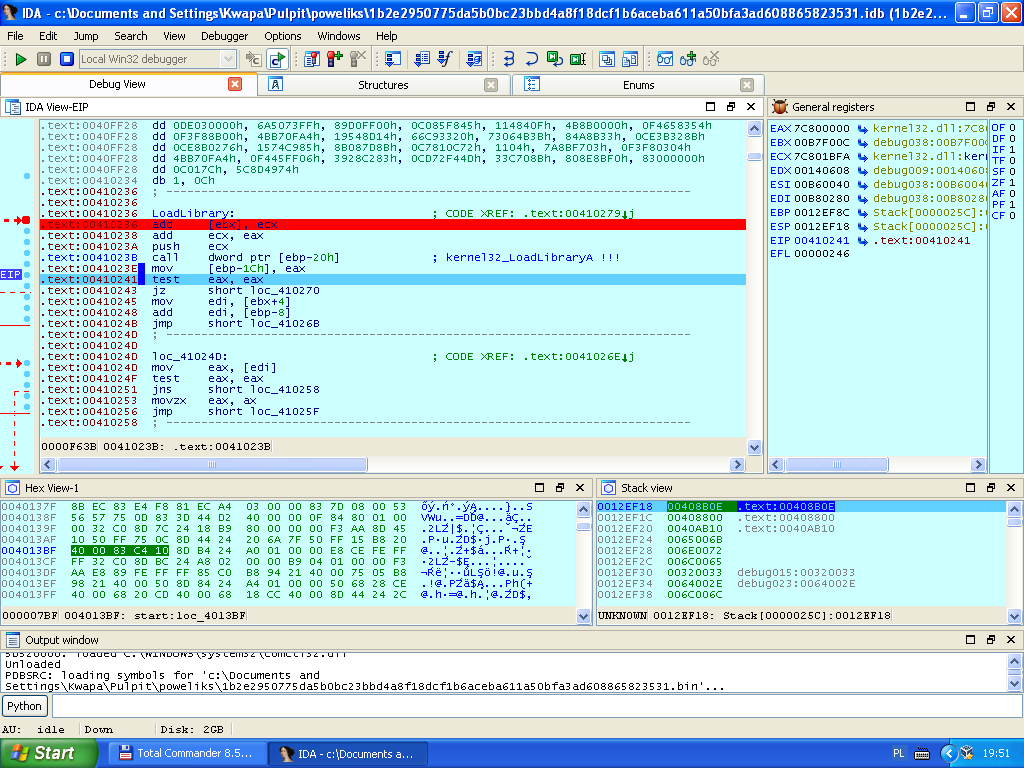 IDA - c:\Documents and Settings\Kwapa\Pulpit\poweliks\1b2e2950775da5b0bc23bbd4a8f18dcf1b6aceba611a50bfa3ad608865823531.idb (1b2e2...
File Edit Jump Search View Debugger Options Windows Help
Local Win32 debugger
Debug View Structures Enums
IDA View-EIP
.text:0040FF28 dd 0DE030000h, 6A5073FFh, 89D0FF00h, 0C085F845h, 114840Fh, 4B8B0000h, 0F4658354h
.text:0040FF28 dd 0F3F88B00h, 4BB70FA4h, 19548D14h, 66C93320h, 73064B3Bh, 84A8B33h, 0CE3B328Bh
.text:0040FF28 dd 0CE8B0276h, 1574C985h, 8B087D8Bh, 0C7810C72h, 1104h, 7A8BF703h, 0F3F80304h
.text:0040FF28 dd 4BB70FA4h, 0F445FF06h, 3928C283h, 0CD72F44Dh, 33C708Bh, 808E8BF0h, 83000000h
.text:0040FF28 dd 0C017Ch, 5C8D4974h
.text:00410234 db 1, 0Ch
.text:00410236 ; ---------------------------------------------------------------------------
.text:00410236
.text:00410236 LoadLibrary: ; CODE XREF: .text:00410279↓j
.text:00410236 add [ebx], ecx
.text:00410238 add ecx, eax
.text:0041023A push ecx
.text:0041023B call dword ptr [ebp-20h] ; kernel32_LoadLibraryA !!!
.text:0041023E mov [ebp-1Ch], eax
.text:00410241 test eax, eax
.text:00410243 jz short loc_410270
.text:00410245 mov edi, [ebx+4]
.text:00410248 add edi, [ebp-8]
.text:0041024B jmp short loc_41026B
.text:0041024D ; ---------------------------------------------------------------------------
.text:0041024D
.text:0041024D loc_41024D: ; CODE XREF: .text:0041026E↓j
.text:0041024D mov eax, [edi]
.text:0041024F test eax, eax
.text:00410251 jns short loc_410258
.text:00410253 movzx eax, ax
.text:00410256 jmp short loc_41025F
.text:00410258 ; ---------------------------------------------------------------------------
EIP
0000F63B 0041023B: .text:0041023B
General registers
EAX 7C800000 kernel32.dll:7C80
EBX 00B7F00C debug038:00B7F00C
ECX 7C801BFA kernel32.dll:kern
EDX 00140608 debug009:00140608
ESI 00B60040 debug038:00B60040
EDI 00B80280 debug038:00B80280
EBP 0012EF8C Stack[0000025C]:0
ESP 0012EF18 Stack[0000025C]:0
EIP 00410241 .text:00410241
EFL 00000246
OF 0
DF 0
IF 1
TF 0
SF 0
ZF 1
AF 0
PF 1
CF 0
Hex View-1
0040137F 8B EC 83 E4 F8 81 EC A4 03 00 00 83 7D 08 00 53
0040138F 56 57 75 0D 83 3D 44 D2 40 00 00 0F 84 80 01 00
0040139F 00 32 C0 8D 7C 24 18 B9 80 00 00 00 F3 AA 8D 45
004013AF 10 50 FF 75 0C 8D 44 24 20 6A 7F 50 FF 15 B8 20
004013BF 40 00 83 C4 10 8D B4 24 A0 01 00 00 E8 CE FE FF
004013CF FF 32 C0 8D BC 24 A8 02 00 00 B9 04 01 00 00 F3
004013DF AA E8 89 FE FF FF 85 C0 B8 94 21 40 00 75 05 B8
004013EF 98 21 40 00 50 8D 84 24 A4 01 00 00 50 68 28 CE
004013FF 40 00 68 20 CD 40 00 68 18 CC 40 00 8D 44 24 2C
000007BF 004013BF: start:loc_4013BF
Stack view
0012EF18 00408B0E .text:00408B0E
0012EF1C 00408800 .text:00408800
0012EF20 0040AB10 .text:0040AB10
0012EF24 0065006B
0012EF28 006E0072
0012EF2C 006C0065
0012EF30 00320033 debug015:00320033
0012EF34 0064002E debug023:0064002E
0012EF38 006C006C
UNKNOWN 0012EF18: Stack[0000025C]:0012EF18
Output window
5D520000: loaded C:\WINDOWS\system32\comctl32.dll
Unloaded
PDBSRC: loading symbols for 'c:\Documents and
Settings\Kwapa\Pulpit\poweliks\1b2e2950775da5b0bc23bbd4a8f18dcf1b6aceba611a50bfa3ad608865823531.bin'...
Python
AU: idle Down Disk: 2GB
Start Total Commander 8.5... IDA - c:\Documents a... PL 19:51